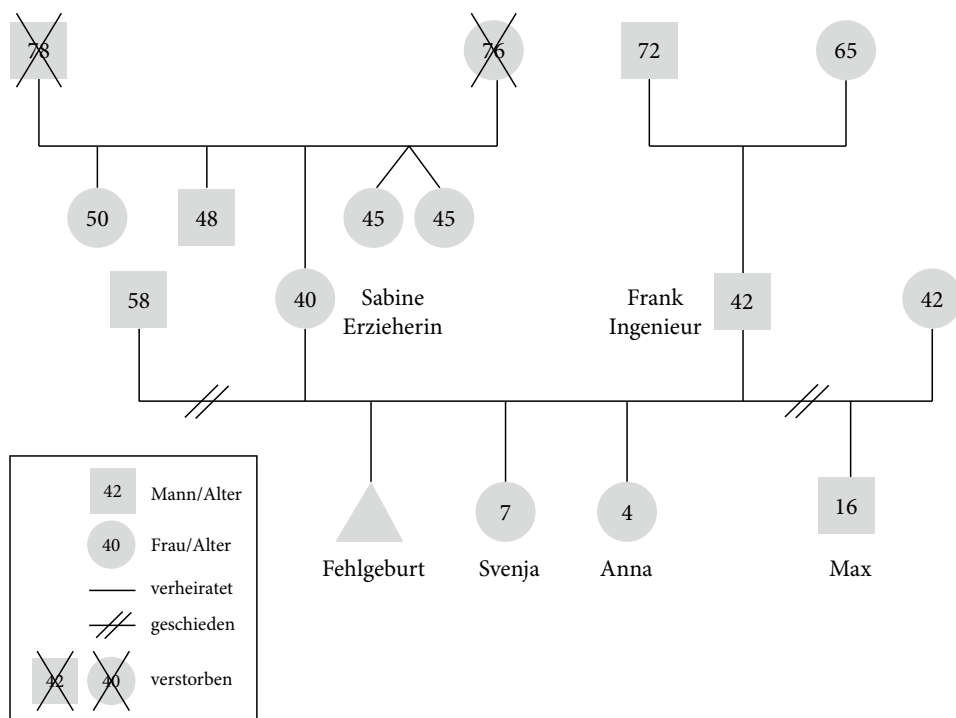 78
76
72
65
50
48
45
45
58
40
Sabine
Erzieherin
Frank
Ingenieur
42
42
7
4
16
Fehlgeburt
Svenja
Anna
Max
42 Mann/Alter
40 Frau/Alter
verheiratet
geschieden
42 40 verstorben